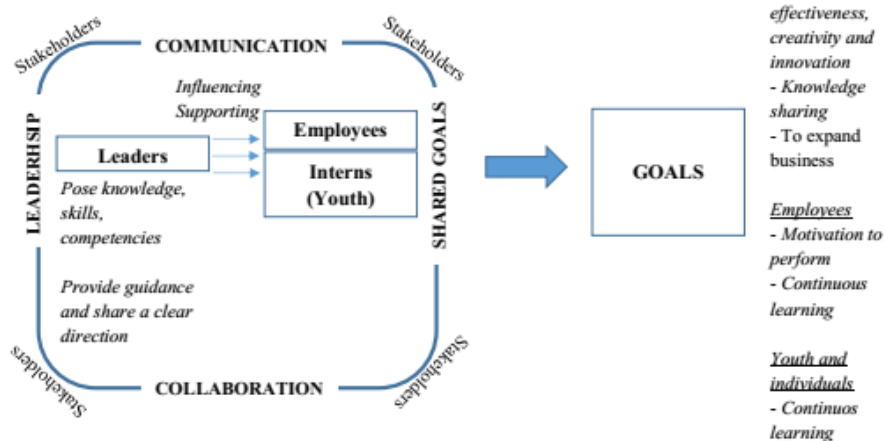 Stakeholders
COMMUNICATION
Stakeholders
Influencing
Supporting
LEADERHSIP
Leaders
Employees
Interns
(Youth)
SHARED GOALS
Pose knowledge,
skills,
competencies
Provide guidance
and share a clear
direction
Stakeholders
COLLABORATION
Stakeholders
GOALS
effectiveness,
creativity and
innovation
- Knowledge
sharing
- To expand
business
Employees
- Motivation to
perform
- Continuous
learning
Youth and
individuals
- Continuos
learning